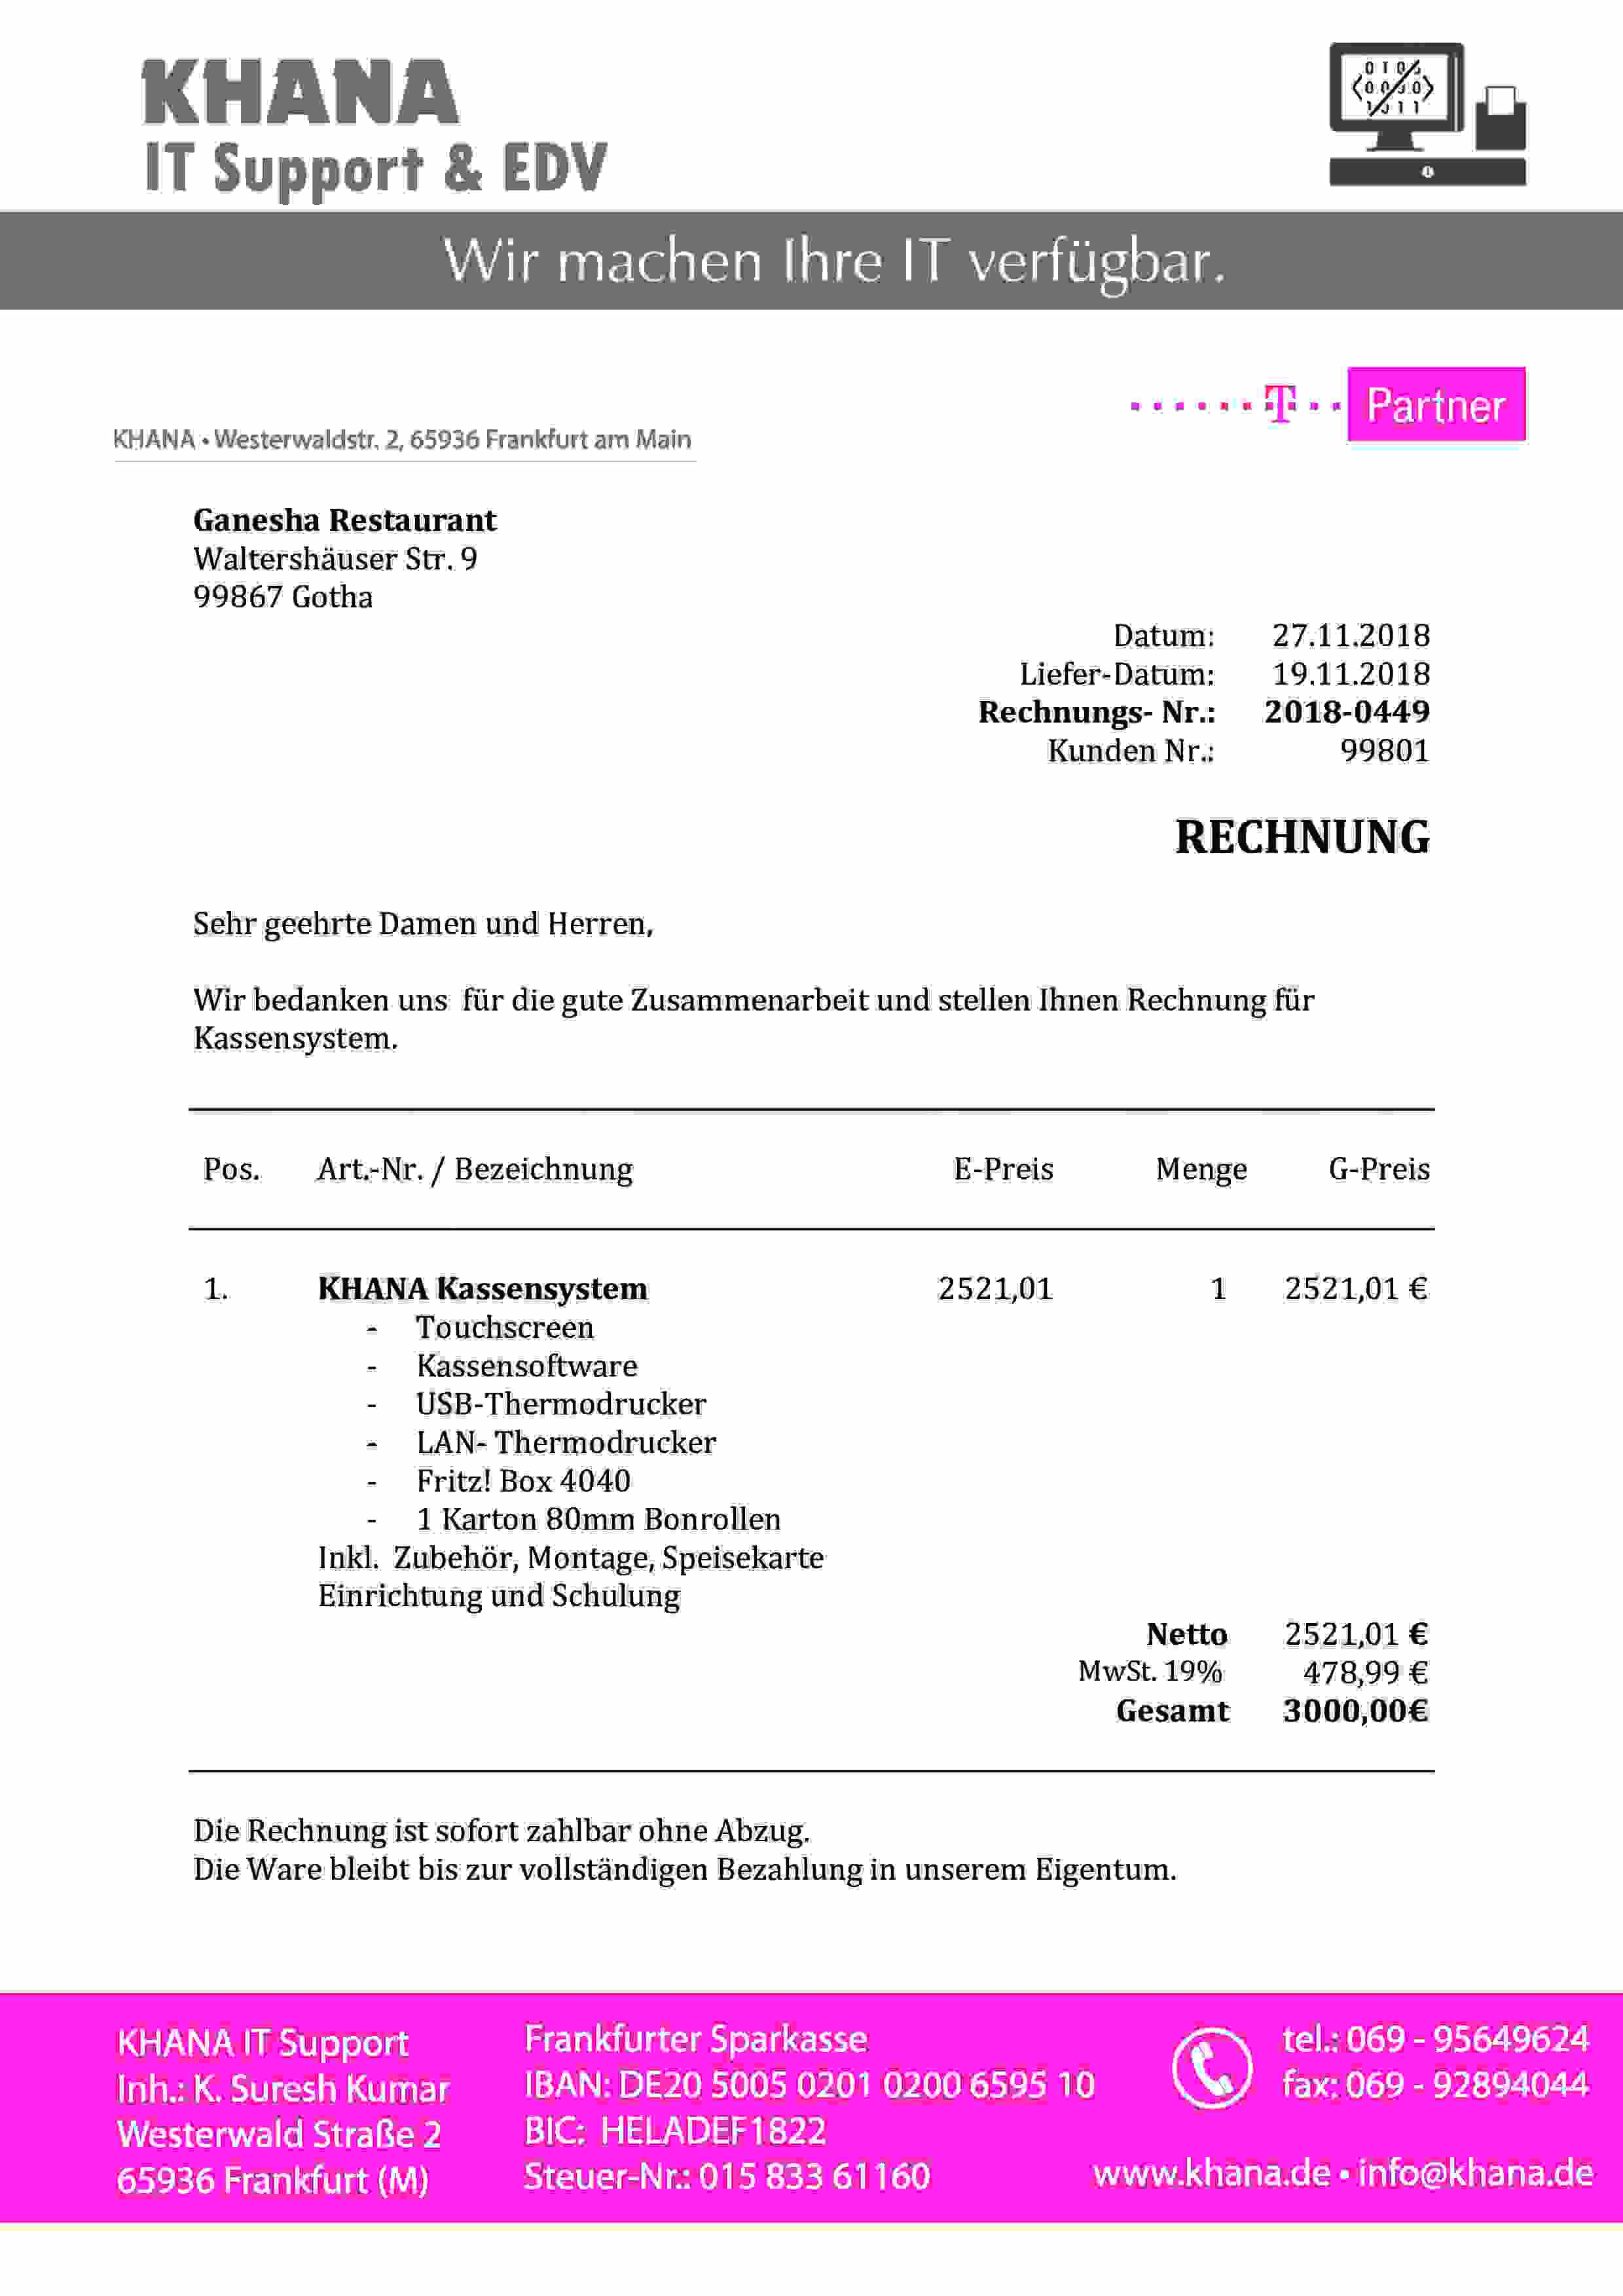 KHANA
IT Support & EDV
Wir machen Ihre IT verfügbar.
T Partner
KHANA • Westerwaldstr. 2, 65936 Frankfurt am Main
Ganesha Restaurant
Waltershäuser Str. 9
99867 Gotha
Datum: 27.11.2018
Liefer-Datum: 19.11.2018
Rechnungs- Nr.: 2018-0449
Kunden Nr.: 99801
RECHNUNG
Sehr geehrte Damen und Herren,
Wir bedanken uns für die gute Zusammenarbeit und stellen Ihnen Rechnung für
Kassensystem.
Pos. Art.-Nr. / Bezeichnung E-Preis Menge G-Preis
1. KHANA Kassensystem 2521,01 1 2521,01 €
- Touchscreen
- Kassensoftware
- USB-Thermodrucker
- LAN- Thermodrucker
- Fritz! Box 4040
- 1 Karton 80mm Bonrollen
Inkl. Zubehör, Montage, Speisekarte
Einrichtung und Schulung
Netto 2521,01 €
MwSt. 19% 478,99 €
Gesamt 3000,00€
Die Rechnung ist sofort zahlbar ohne Abzug.
Die Ware bleibt bis zur vollständigen Bezahlung in unserem Eigentum.
KHANA IT Support
Inh.: K. Suresh Kumar
Westerwald Straße 2
65936 Frankfurt (M)
Frankfurter Sparkasse
IBAN: DE20 5005 0201 0200 6595 10
BIC: HELADEF1822
Steuer-Nr.: 015 833 61160
tel.: 069 - 95649624
fax: 069 - 92894044
www.khana.de • info@khana.de